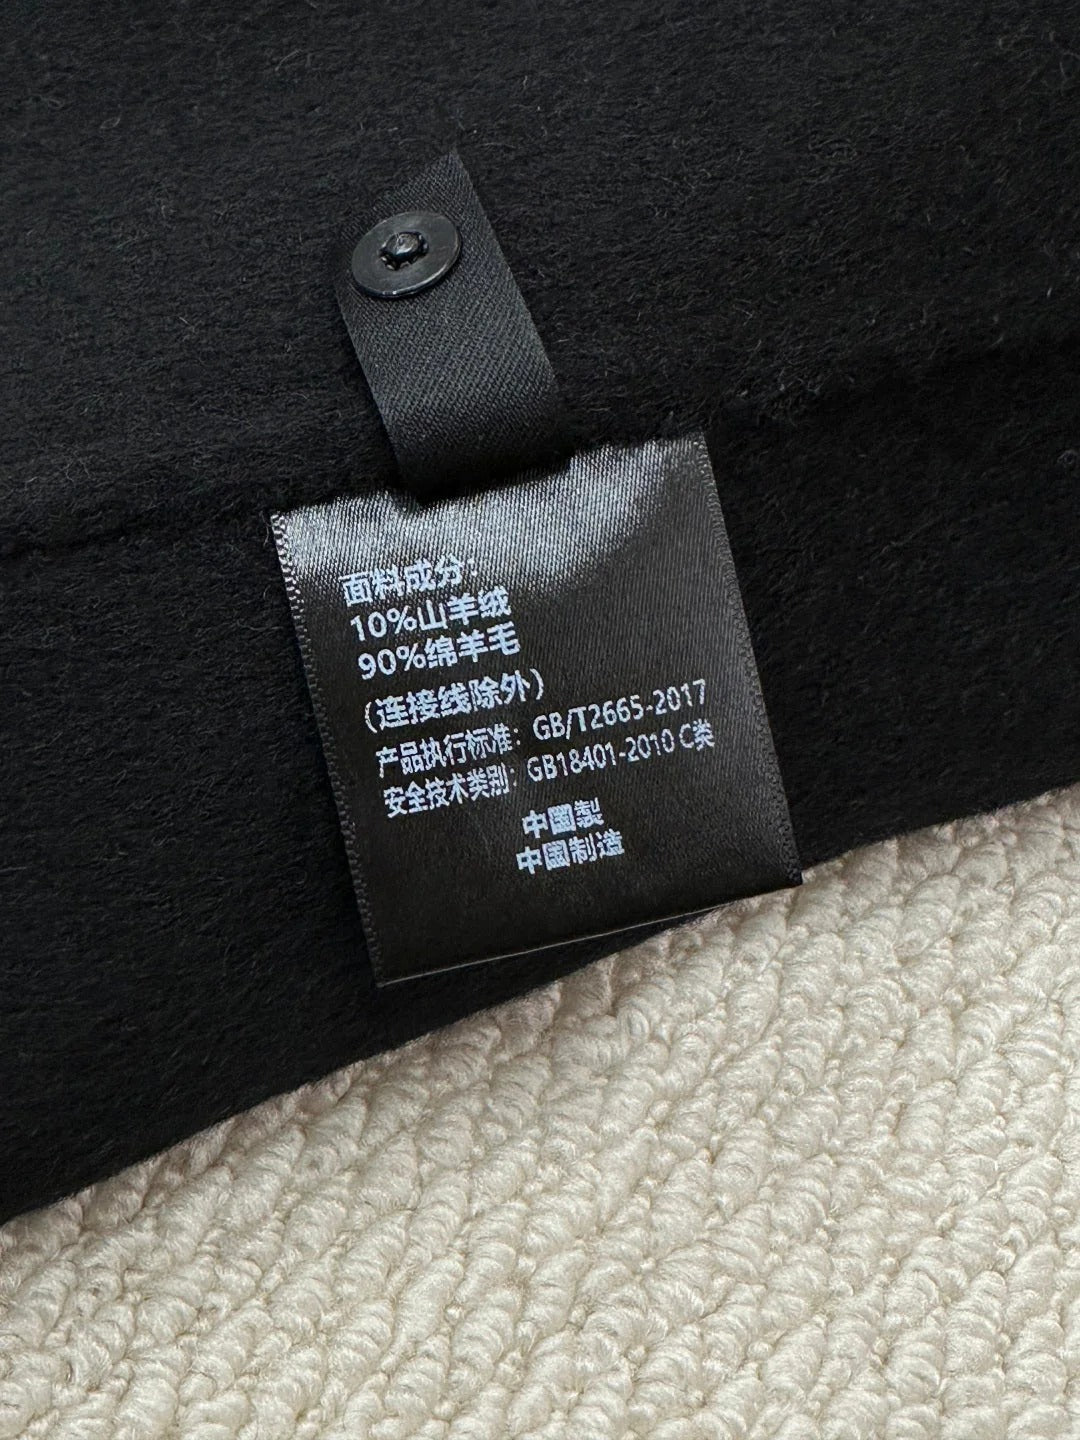 面料成分：
10%山羊绒
90%绵羊毛
（连接线除外）
产品执行标准：GB/T2665-2017
安全技术类别：GB18401-2010 C类
中國製
中國制造